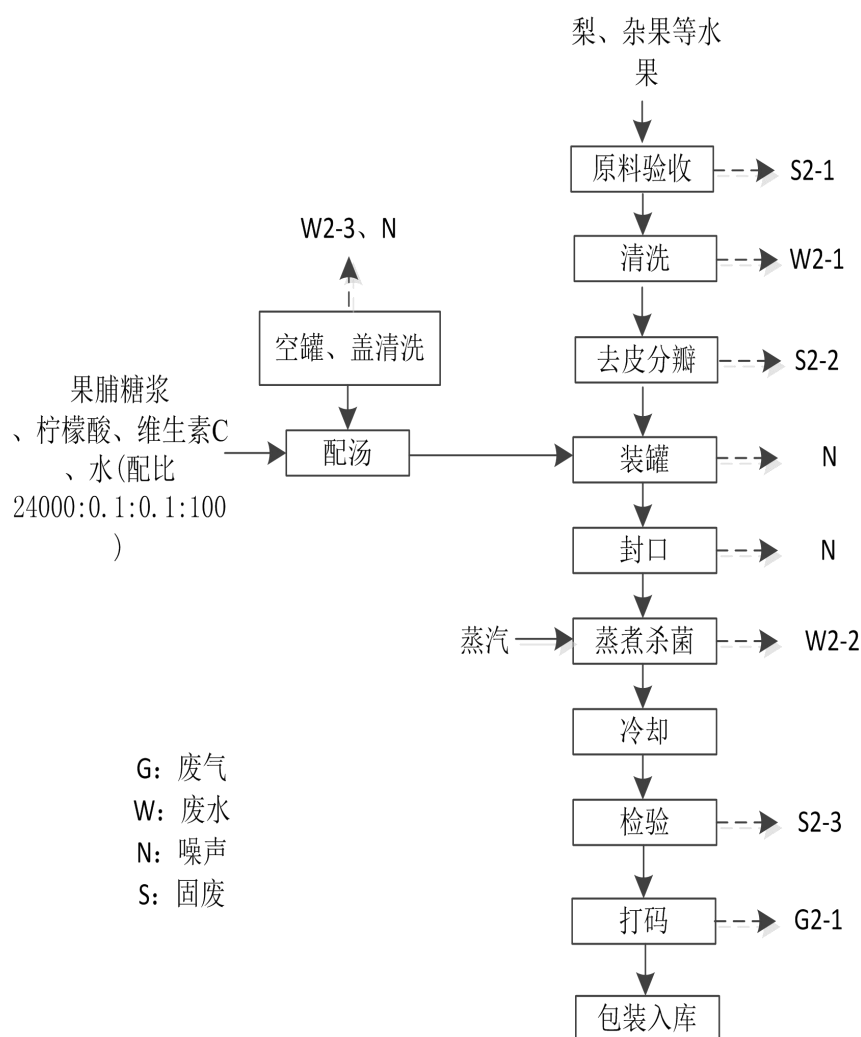 梨、杂果等水
果
原料验收
S2-1
W2-3、N
清洗
W2-1
空罐、盖清洗
去皮分瓣
S2-2
果脯糖浆
、柠檬酸、维生素C
、水(配比
24000:0.1:0.1:100
)
配汤
装罐
N
封口
N
蒸汽
蒸煮杀菌
W2-2
冷却
G: 废气
W: 废水
N: 噪声
S: 固废
检验
S2-3
打码
G2-1
包装入库